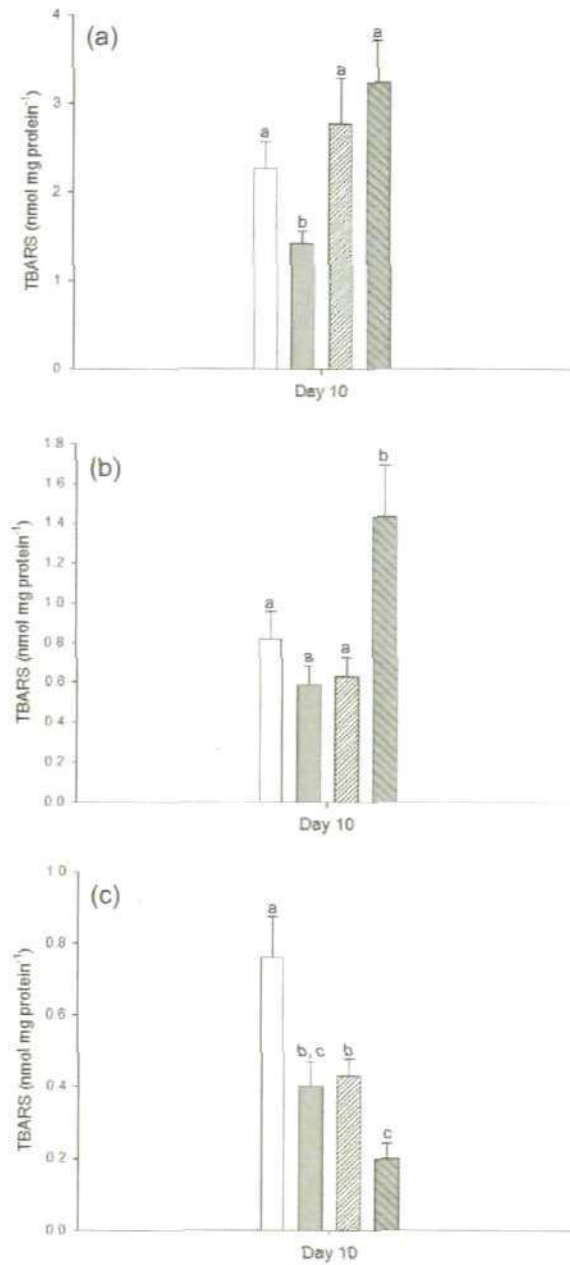 (a)
TBARS (nmol mg protein⁻¹)
4
3
2
1
0
a
b
a
a
Day 10
(b)
TBARS (nmol mg protein⁻¹)
1.8
1.6
1.4
1.2
1.0
0.8
0.6
0.4
0.2
0.0
a
a
a
b
Day 10
(c)
TBARS (nmol mg protein⁻¹)
1.0
0.8
0.6
0.4
0.2
0.0
a
b, c
b
c
Day 10